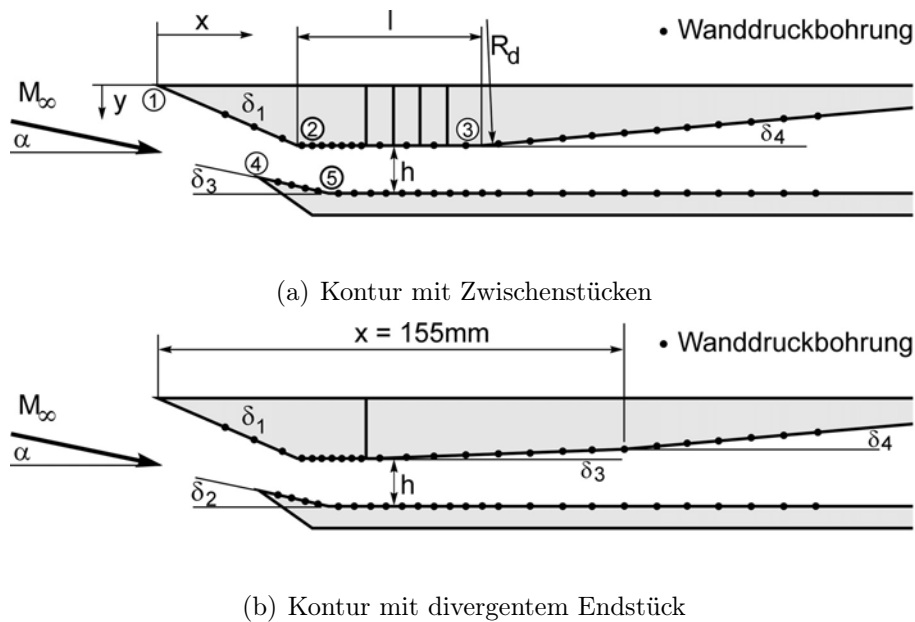 x
l
R_d
• Wanddruckbohrung
M∞
y
①
δ₁
②
③
α
④
⑤
h
δ₃
δ₄
(a) Kontur mit Zwischenstücken
x = 155mm
• Wanddruckbohrung
M∞
δ₁
α
δ₄
δ₃
δ₂
h
(b) Kontur mit divergentem Endstück